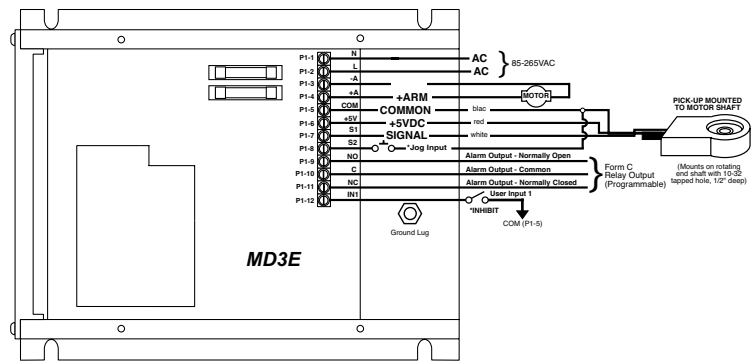 P1-1 N AC
P1-2 L AC
85-265VAC
P1-3 -A
P1-4 +A +ARM MOTOR
P1-5 COM COMMON blac
P1-6 +5V +5VDC red
P1-7 S1 SIGNAL white
P1-8 S2 *Jog Input
P1-9 NO Alarm Output - Normally Open
P1-10 C Alarm Output - Common
P1-11 NC Alarm Output - Normally Closed
P1-12 IN1 User Input 1
*INHIBIT
COM (P1-5)
Form C
Relay Output
(Programmable)
PICK-UP MOUNTED
TO MOTOR SHAFT
(Mounts on rotating
end shaft with 10-32
tapped hole, 1/2" deep)
Ground Lug
MD3E